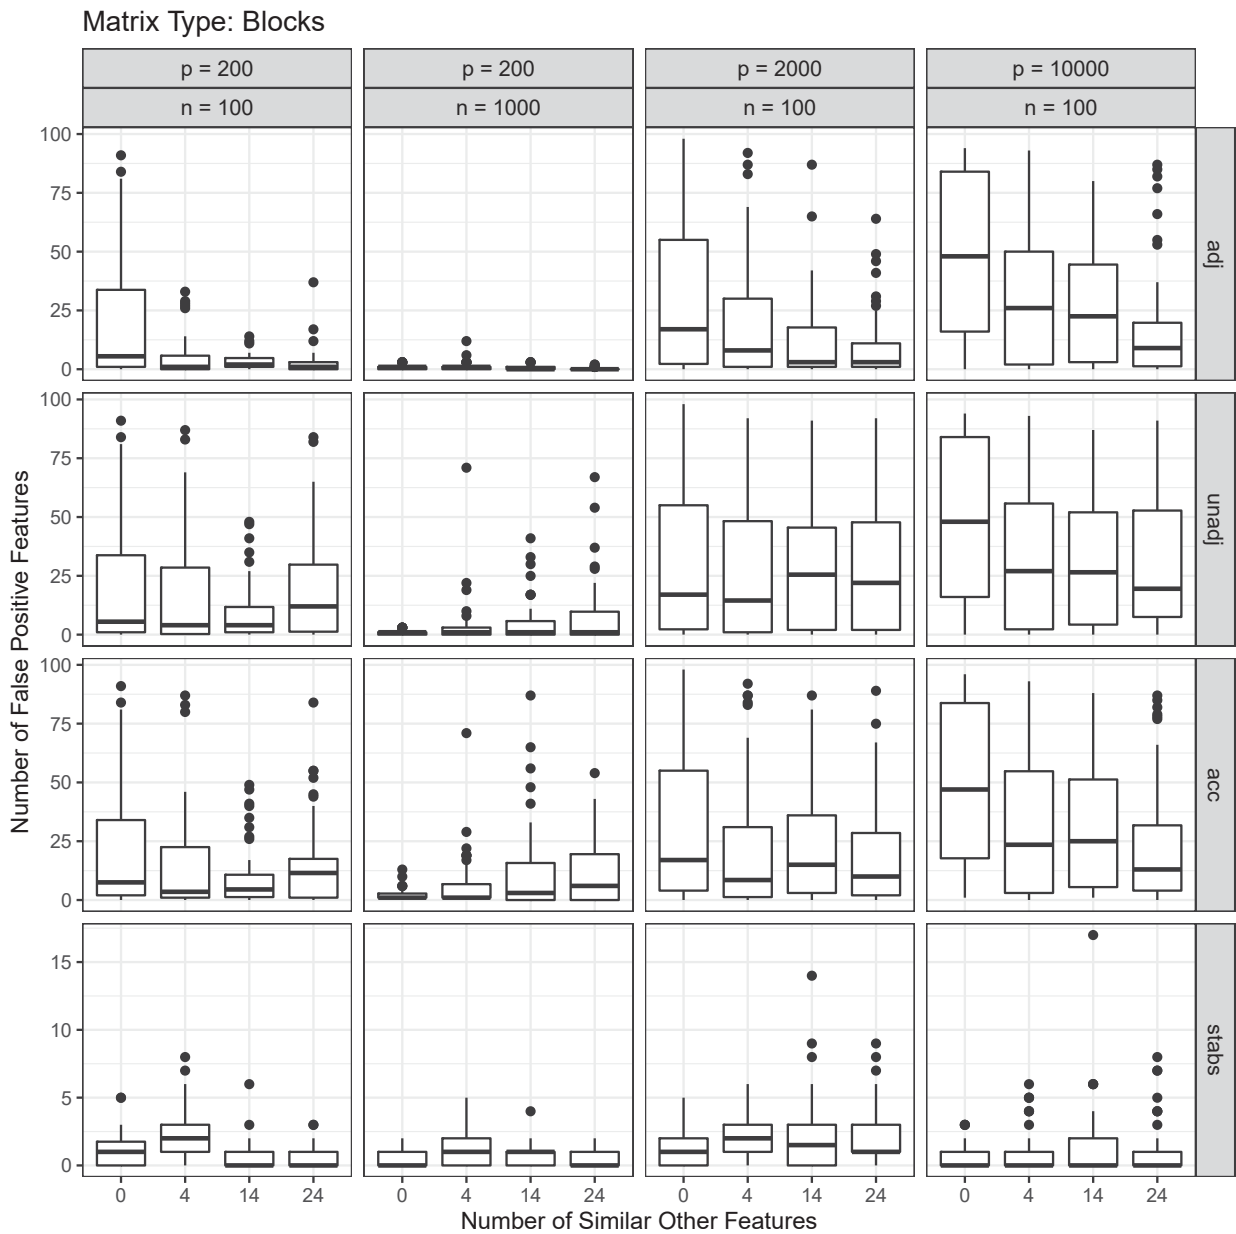 Matrix Type: Blocks
p = 200 p = 200 p = 2000 p = 10000
n = 100 n = 1000 n = 100 n = 100
100
75
50
25
0
adj
100
75
50
25
0
unadj
100
75
50
25
0
acc
15
10
5
0
stabs
0 4 14 24 0 4 14 24 0 4 14 24 0 4 14 24
Number of Similar Other Features
Number of False Positive Features